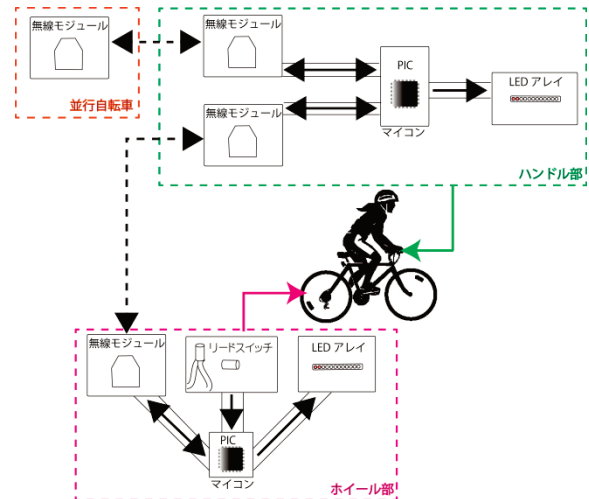 無線モジュール
並行自転車
無線モジュール
無線モジュール
PIC
マイコン
LED アレイ
ハンドル部
無線モジュール
リードスイッチ
LED アレイ
PIC
マイコン
ホイール部